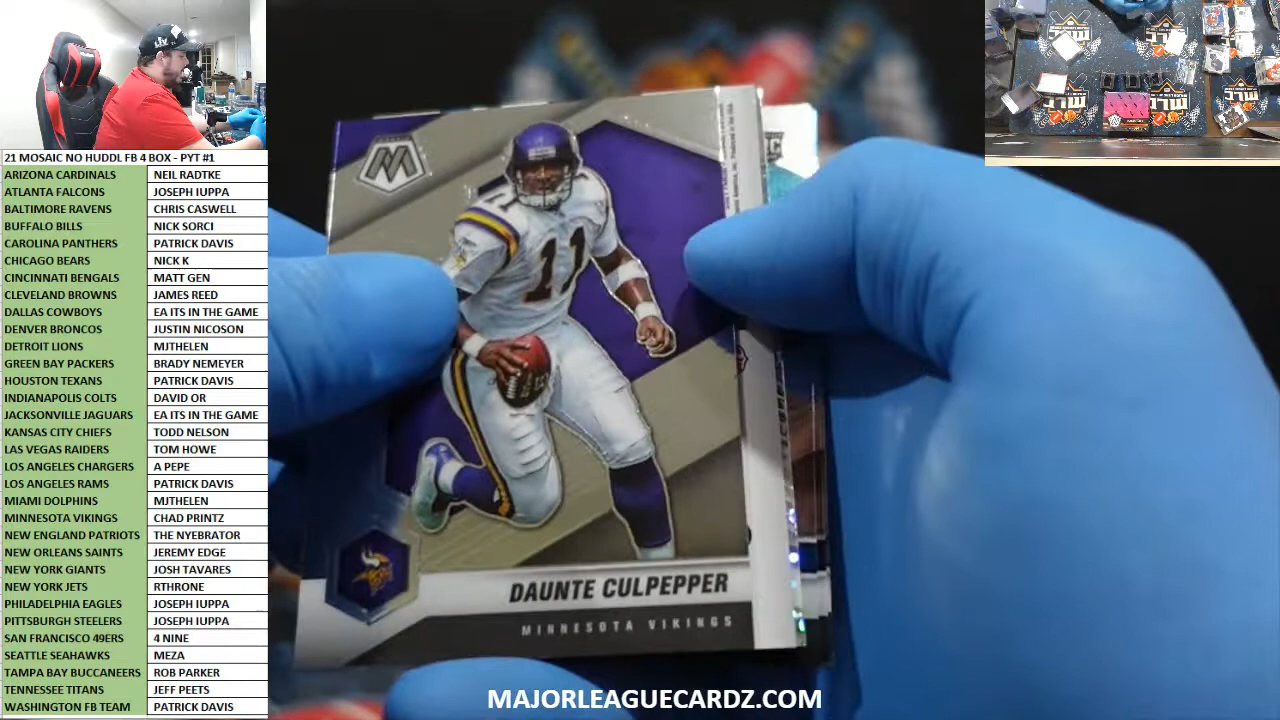 21 MOSAIC NO HUDDL FB 4 BOX - PYT #1
ARIZONA CARDINALS NEIL RADTKE
ATLANTA FALCONS JOSEPH IUPPA
BALTIMORE RAVENS CHRIS CASWELL
BUFFALO BILLS NICK SORCI
CAROLINA PANTHERS PATRICK DAVIS
CHICAGO BEARS NICK K
CINCINNATI BENGALS MATT GEN
CLEVELAND BROWNS JAMES REED
DALLAS COWBOYS EA ITS IN THE GAME
DENVER BRONCOS JUSTIN NICOSON
DETROIT LIONS MJTHELEN
GREEN BAY PACKERS BRADY NEMEYER
HOUSTON TEXANS PATRICK DAVIS
INDIANAPOLIS COLTS DAVID OR
JACKSONVILLE JAGUARS EA ITS IN THE GAME
KANSAS CITY CHIEFS TODD NELSON
LAS VEGAS RAIDERS TOM HOWE
LOS ANGELES CHARGERS A PEPE
LOS ANGELES RAMS PATRICK DAVIS
MIAMI DOLPHINS MJTHELEN
MINNESOTA VIKINGS CHAD PRINTZ
NEW ENGLAND PATRIOTS THE NYEBRATOR
NEW ORLEANS SAINTS JEREMY EDGE
NEW YORK GIANTS JOSH TAVARES
NEW YORK JETS RTHRONE
PHILADELPHIA EAGLES JOSEPH IUPPA
PITTSBURGH STEELERS JOSEPH IUPPA
SAN FRANCISCO 49ERS 4 NINE
SEATTLE SEAHAWKS MEZA
TAMPA BAY BUCCANEERS ROB PARKER
TENNESSEE TITANS JEFF PEETS
WASHINGTON FB TEAM PATRICK DAVIS
M
11
11
DAUNTE CULPEPPER
MINNESOTA VIKINGS
MAJORLEAGUECARDZ.COM